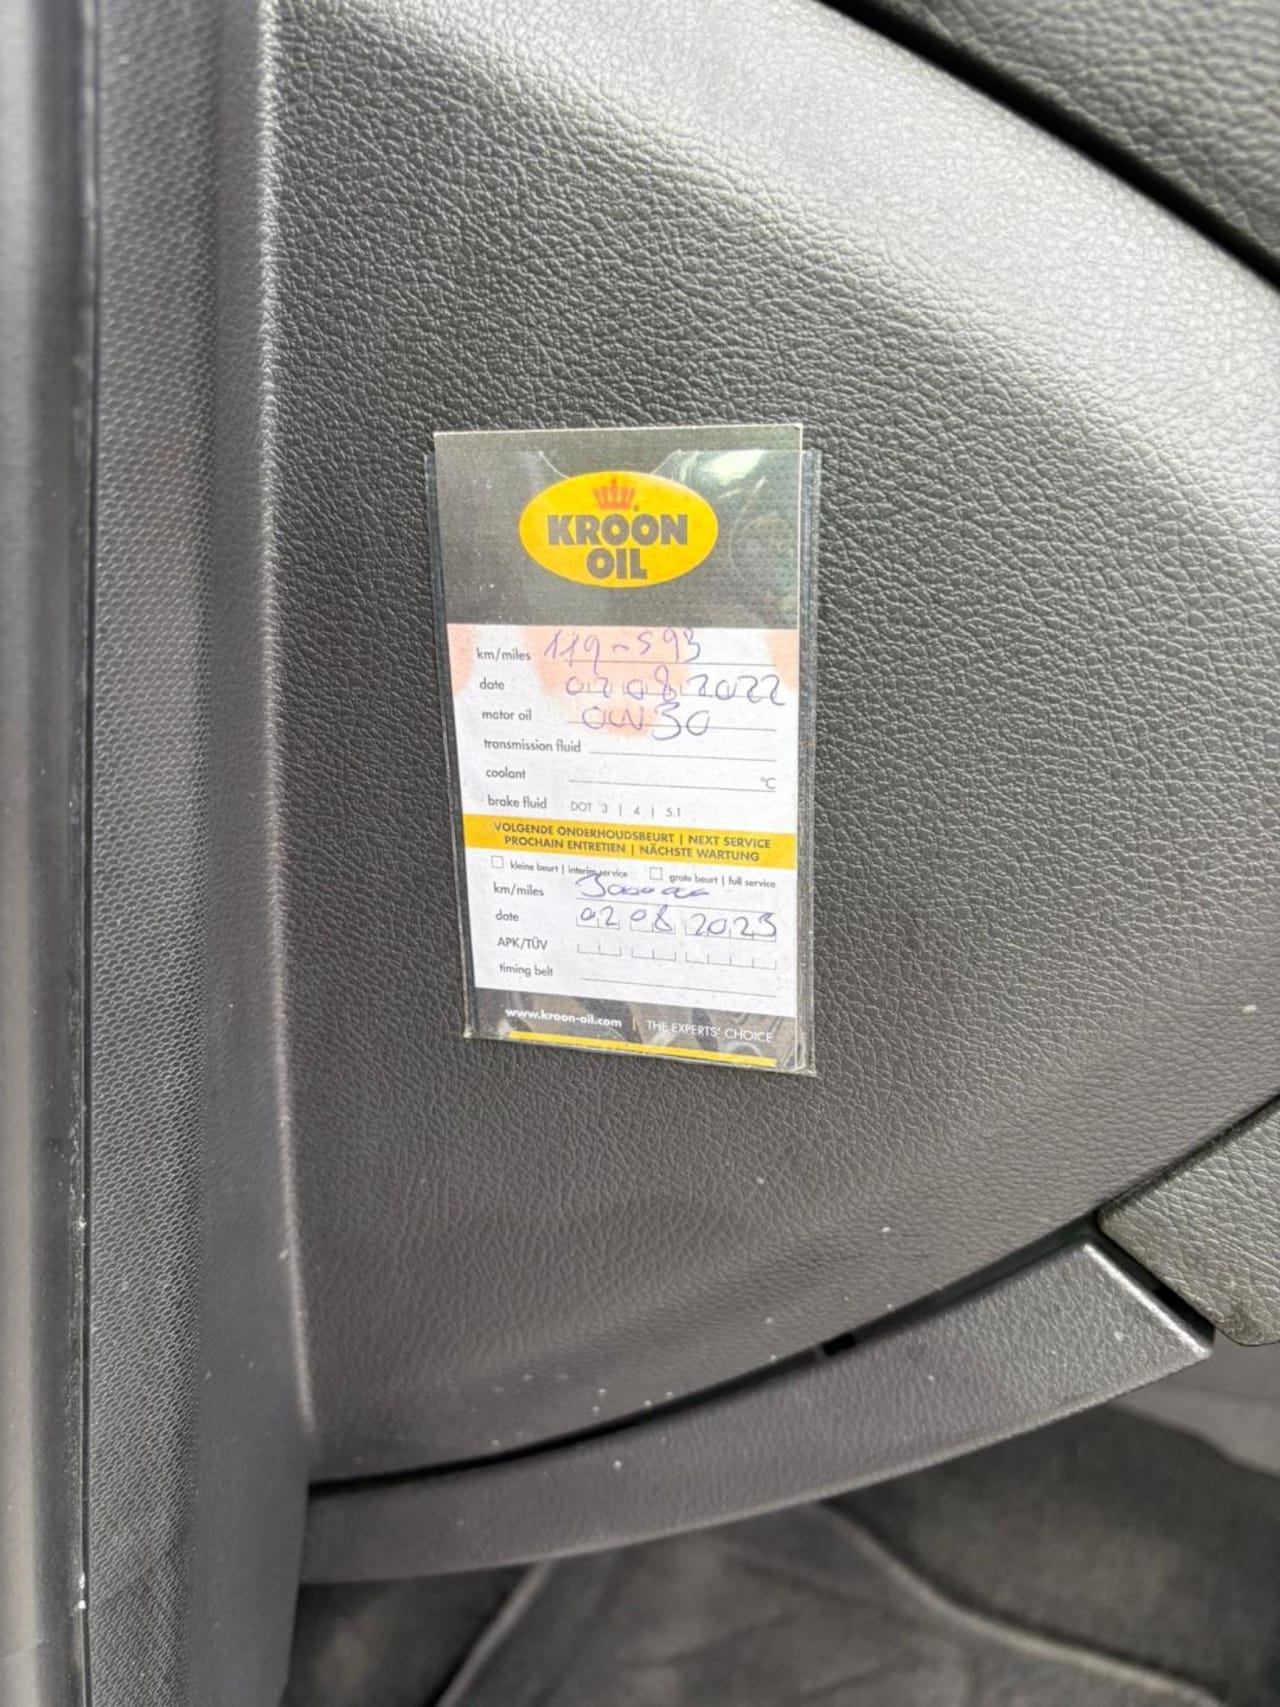 KROON
OIL
km/miles 119-593
date 02 08 2022
motor oil 0W30
transmission fluid
coolant °C
brake fluid DOT 3 | 4 | 5.1
VOLGENDE ONDERHOUDSBEURT | NEXT SERVICE
PROCHAIN ENTRETIEN | NÄCHSTE WARTUNG
kleine beurt | interim service grote beurt | full service
km/miles
date 02 08 2023
APK/TÜV
timing belt
www.kroon-oil.com | THE EXPERTS' CHOICE